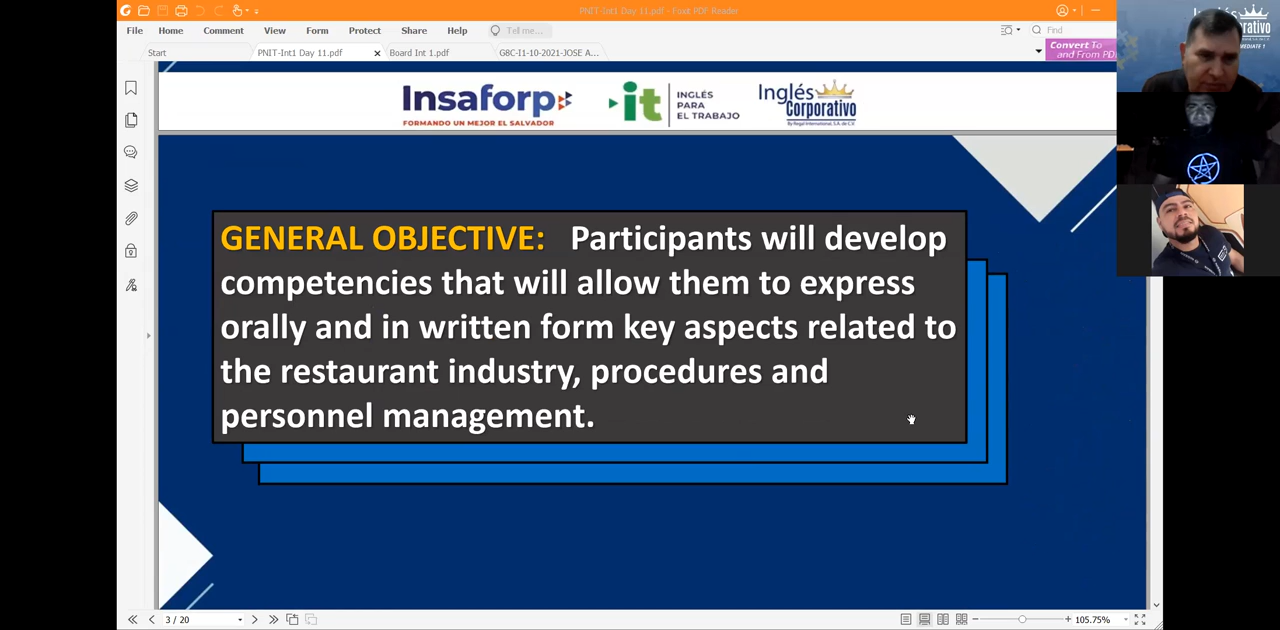 PNIT-Int1 Day 11.pdf - Foxit PDF Reader
File Home Comment View Form Protect Share Help Tell me... Find
Start PNIT-Int1 Day 11.pdf Board Int 1.pdf G8C-I1-10-2021-JOSE A...
Convert To
and From PD
Insaforp
FORMANDO UN MEJOR EL SALVADOR
it
INGLÉS
PARA
EL TRABAJO
Inglés
Corporativo
By Regal International, S.A. de C.V.
GENERAL OBJECTIVE: Participants will develop
competencies that will allow them to express
orally and in written form key aspects related to
the restaurant industry, procedures and
personnel management.
3 / 20
105.75%